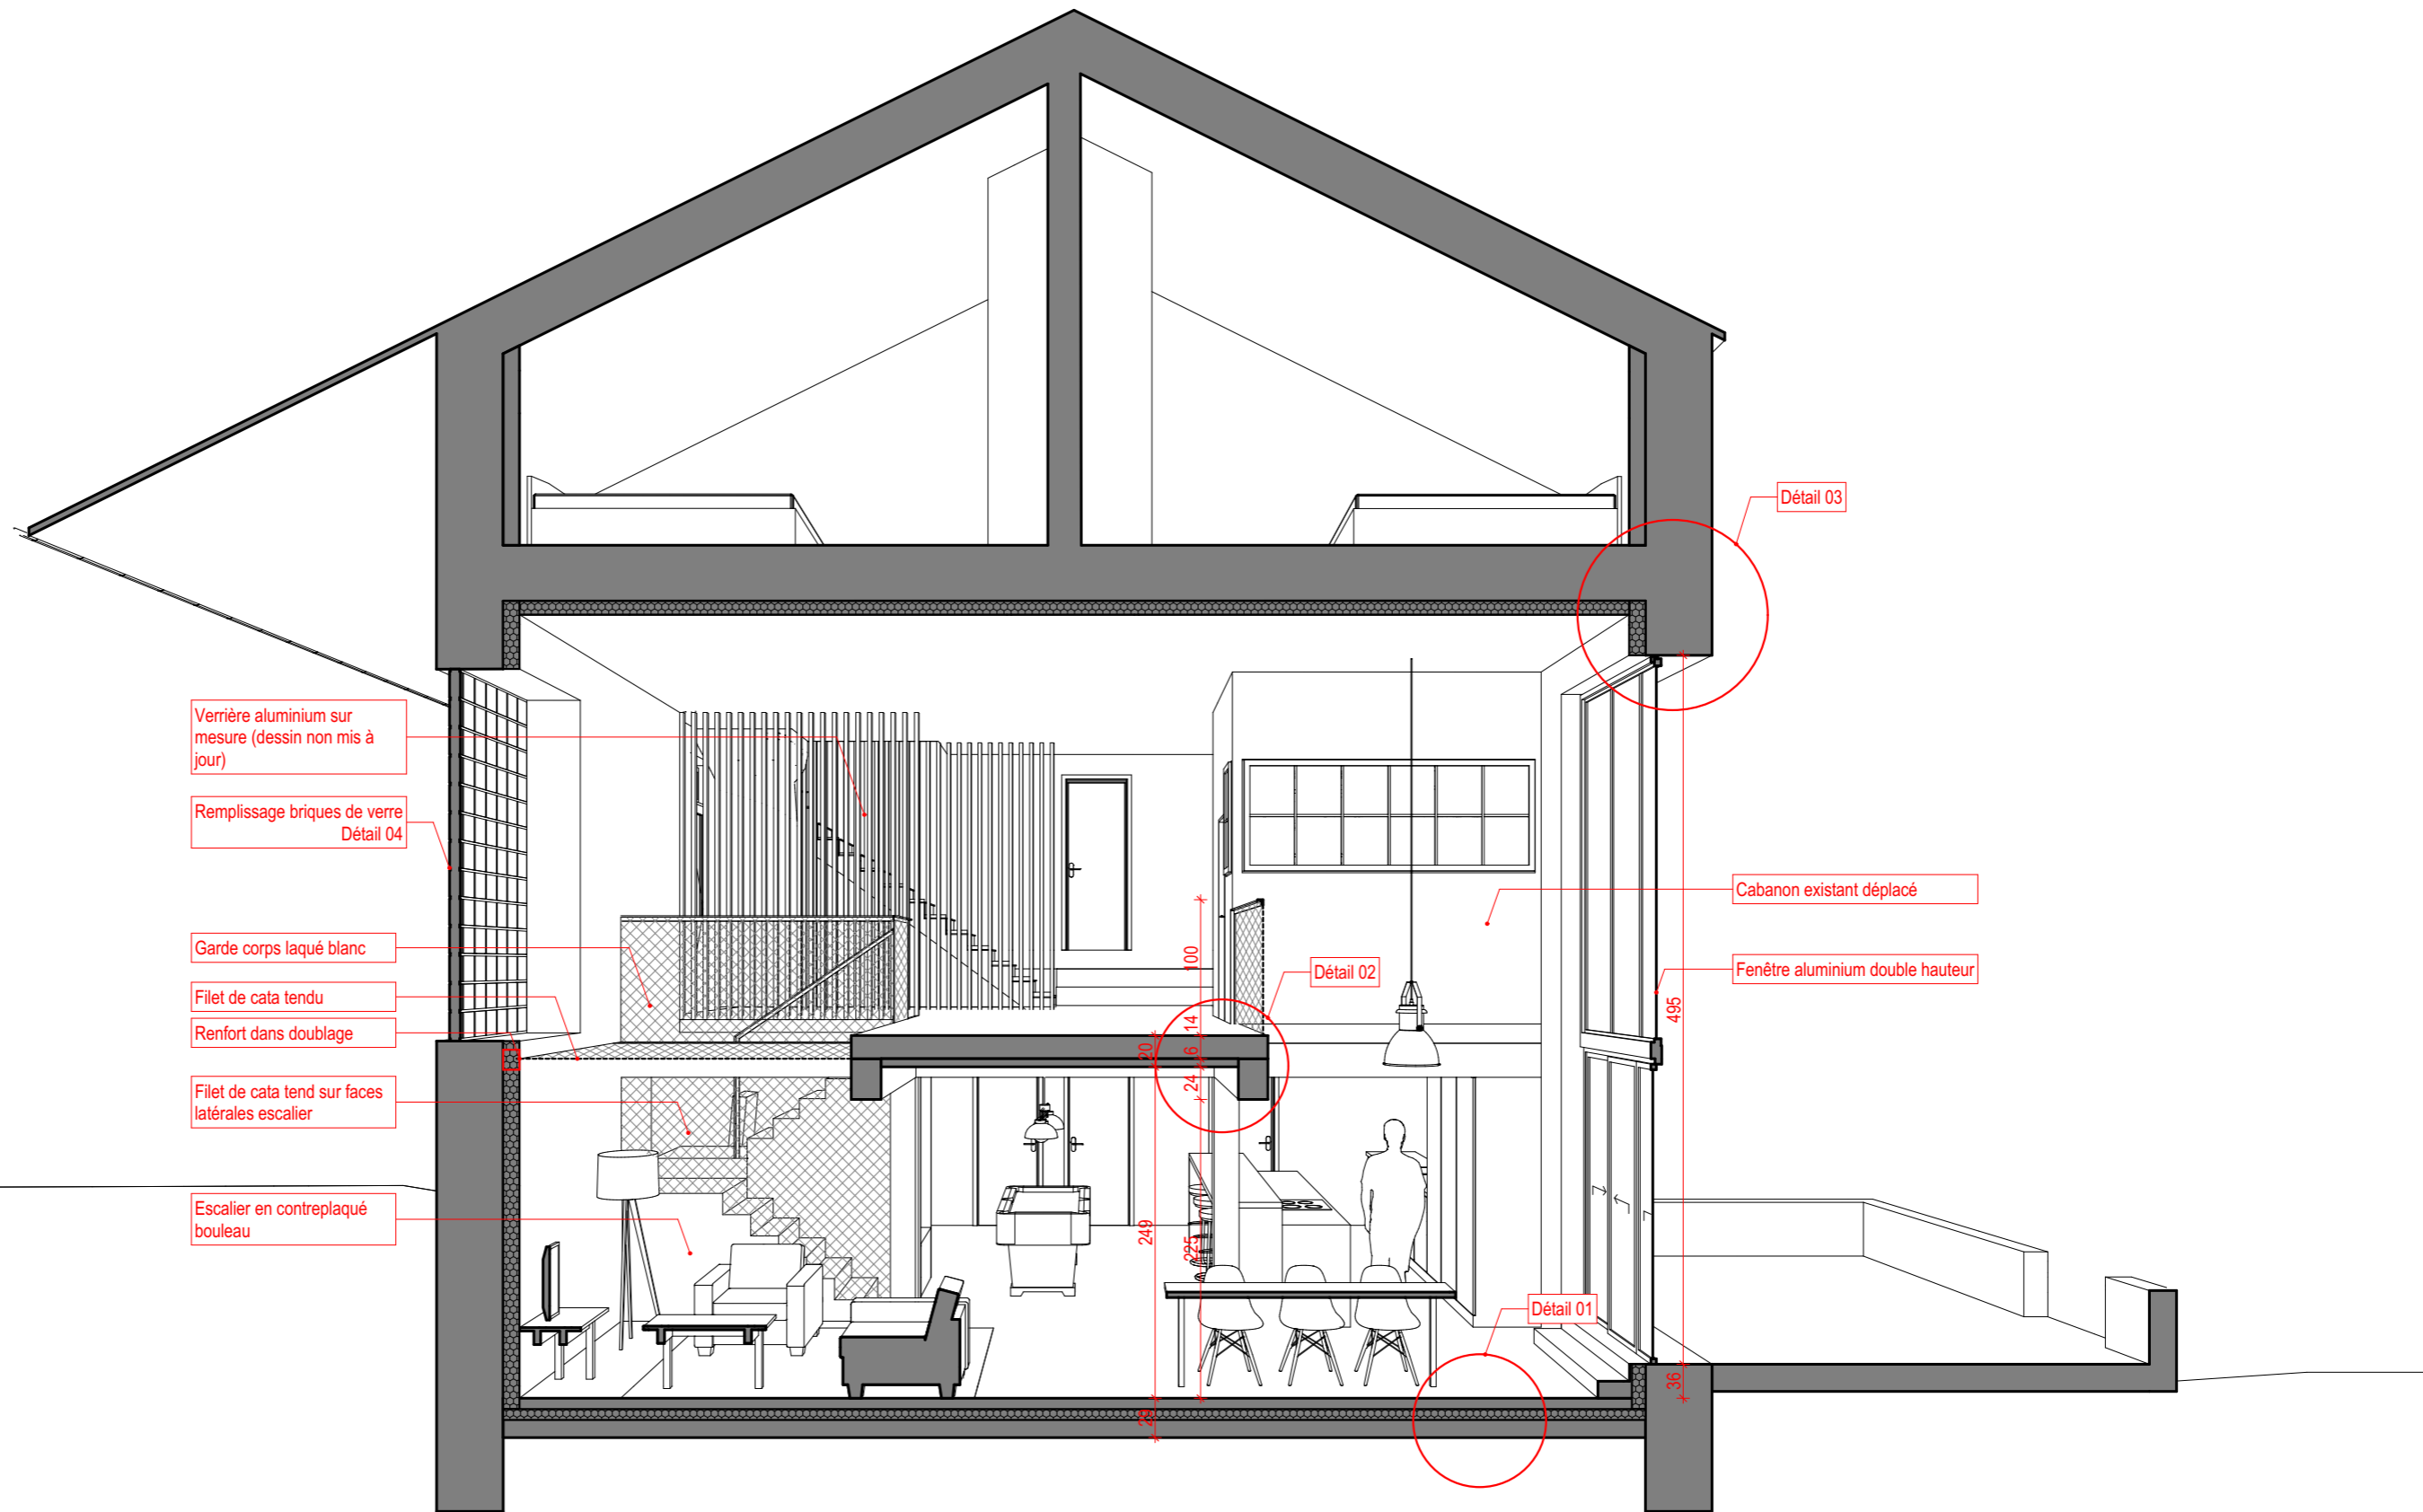 Détail 03
Verrière aluminium sur
mesure (dessin non mis à
jour)
Remplissage briques de verre
Détail 04
Cabanon existant déplacé
Garde corps laqué blanc
100
Détail 02
Fenêtre aluminium double hauteur
Filet de cata tendu
495
Renfort dans doublage
14
20
6
24
Filet de cata tend sur faces
latérales escalier
Escalier en contreplaqué
bouleau
249
225
Détail 01
36
29